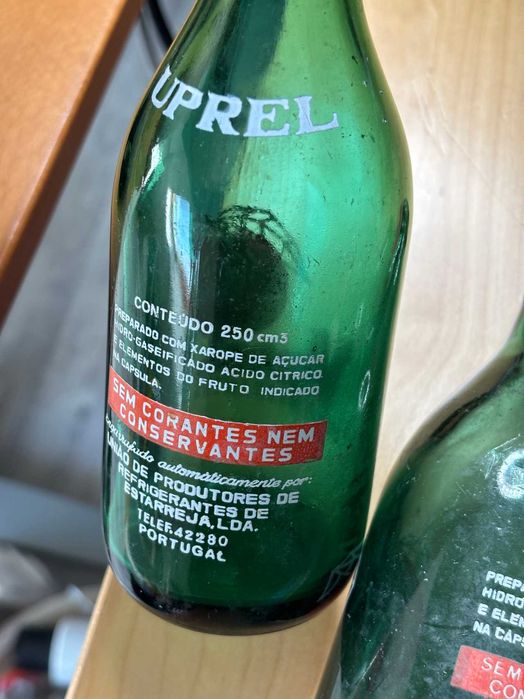 UPREL
CONTEÚDO 250 cm3
PREPARADO COM XAROPE DE AÇUCAR
HIDRO-GASEIFICADO ACIDO CITRICO
E ELEMENTOS DO FRUTO INDICADO
NA CAPSULA.
SEM CORANTES NEM
CONSERVANTES
Engarrafado automáticamente por:
UNIÃO DE PRODUTORES DE
REFRIGERANTES DE
ESTARREJA, LDA.
TELEF. 42280
PORTUGAL
PREPA
HIDRO
E ELEM
NA CAPS
SEM
CON